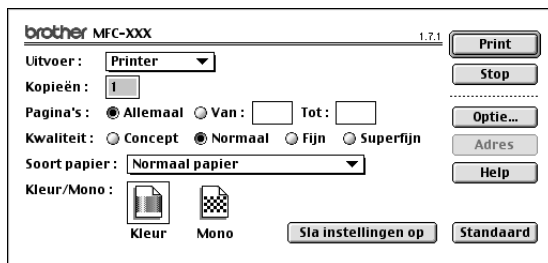 brother MFC-XXX 1.7.1
Print
Uitvoer : Printer
Stop
Kopieën : 1
Pagina's : Allemaal Van : Tot :
Optie...
Kwaliteit : Concept Normaal Fijn Superfijn
Adres
Soort papier : Normaal papier
Help
Kleur/Mono :
Kleur Mono
Sla instellingen op
Standaard